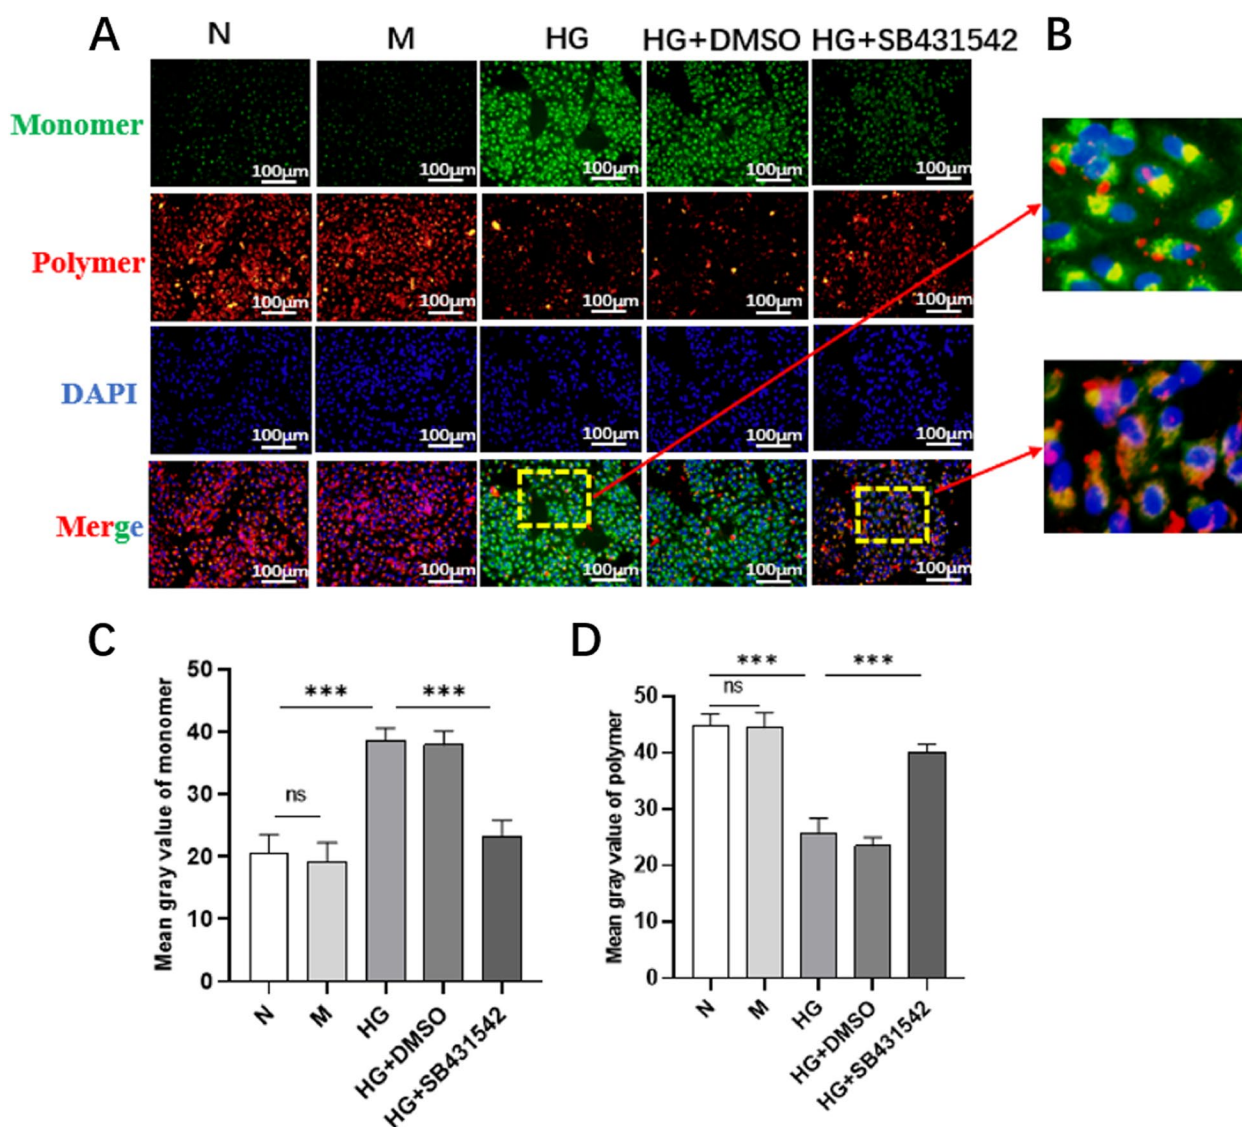 A N M HG HG+DMSO HG+SB431542 B
Monomer 100μm 100μm 100μm 100μm 100μm
Polymer 100μm 100μm 100μm 100μm 100μm
DAPI 100μm 100μm 100μm 100μm 100μm
Merge 100μm 100μm 100μm 100μm 100μm
C
Mean gray value of monomer
50
40
30
20
10
0
*** ***
ns
N M HG HG+DMSO HG+SB431542
D
Mean gray value of polymer
50
40
30
20
10
0
*** ***
ns
N M HG HG+DMSO HG+SB431542